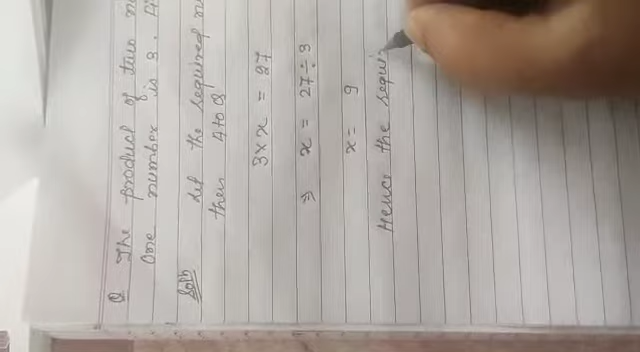 Q The product of two
One number is 3.
Soln Let the required
then A to Q
3 × x = 27
⇒ x = 27 ÷ 3
x = 9
Hence the requi